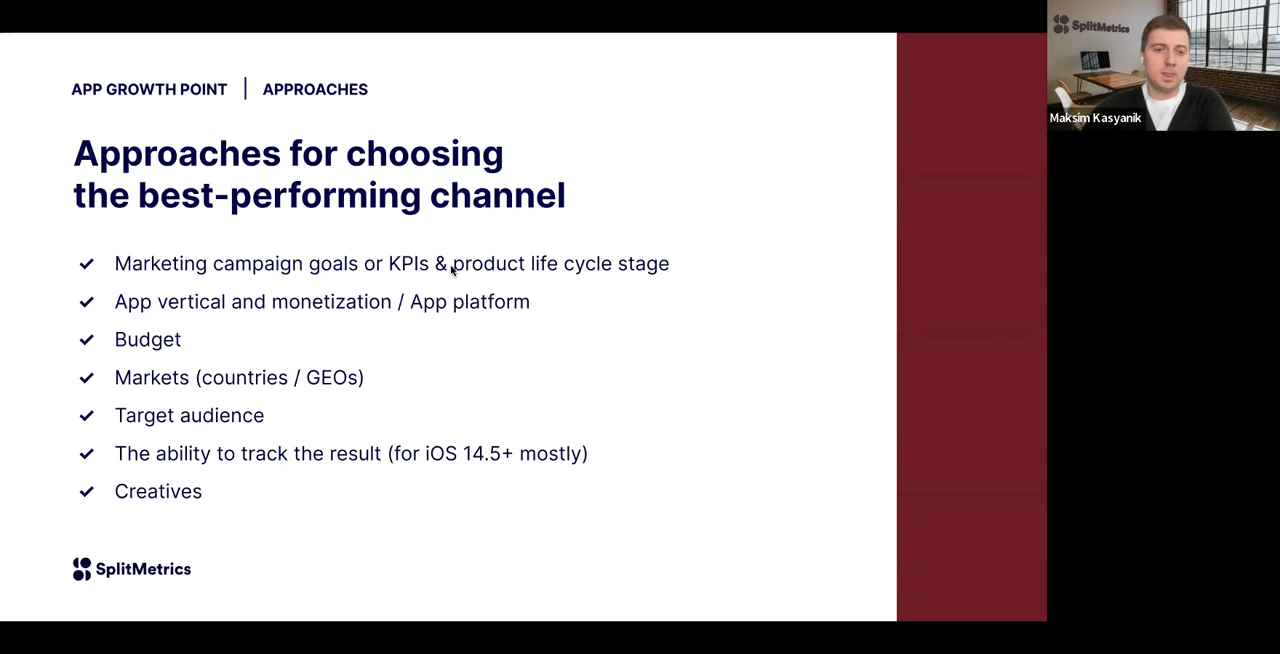 APP GROWTH POINT | APPROACHES
Approaches for choosing
the best-performing channel
Marketing campaign goals or KPIs & product life cycle stage
App vertical and monetization / App platform
Budget
Markets (countries / GEOs)
Target audience
The ability to track the result (for iOS 14.5+ mostly)
Creatives
SplitMetrics
SplitMetrics
Maksim Kasyanik